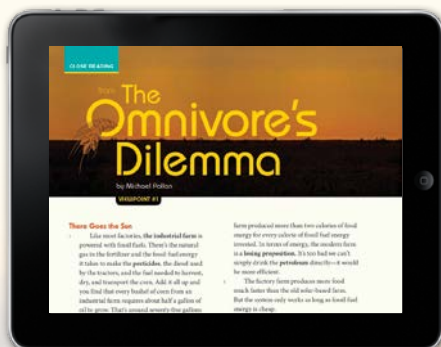 CLOSE READING
from The
Omnivore's
Dilemma
by Michael Pollan
VIEWPOINT #1
There Goes the Sun
Like most factories, the industrial farm is
powered with fossil fuels. There's the natural
gas in the fertilizer and the fossil-fuel energy
it takes to make the pesticides, the diesel used
by the tractors, and the fuel needed to harvest,
dry, and transport the corn. Add it all up and
you find that every bushel of corn from an
industrial farm requires about half a gallon of
oil to grow. That's around seventy-five gallons
farm produced more than two calories of food
energy for every calorie of fossil fuel energy
invested. In terms of energy, the modern farm
is a losing proposition. It's too bad we can't
simply drink the petroleum directly—it would
be more efficient.
The factory farm produces more food
much faster than the old solar-based farm.
But the system only works as long as fossil fuel
energy is cheap.